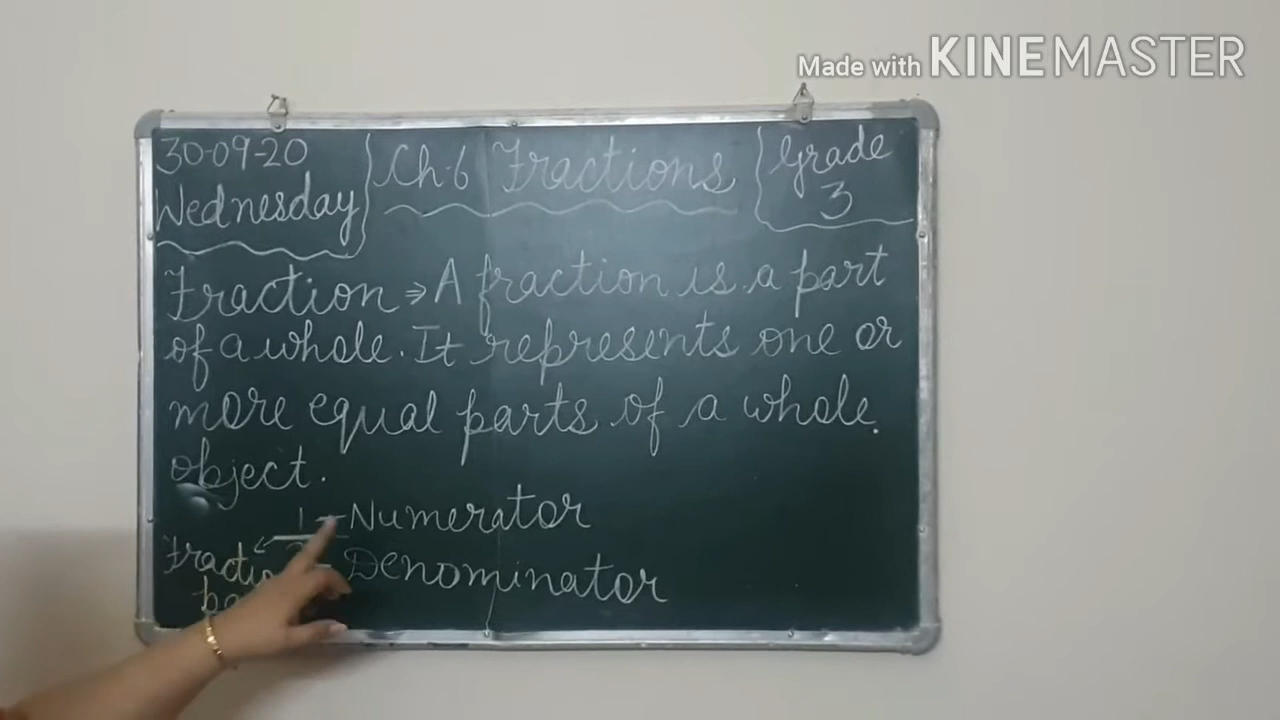 Made with KINEMASTER
30-09-20
Wednesday
Ch-6 Fractions
Grade
3
Fraction ⇒ A fraction is a part
of a whole. It represents one or
more equal parts of a whole.
object.
1 - Numerator
Denominator